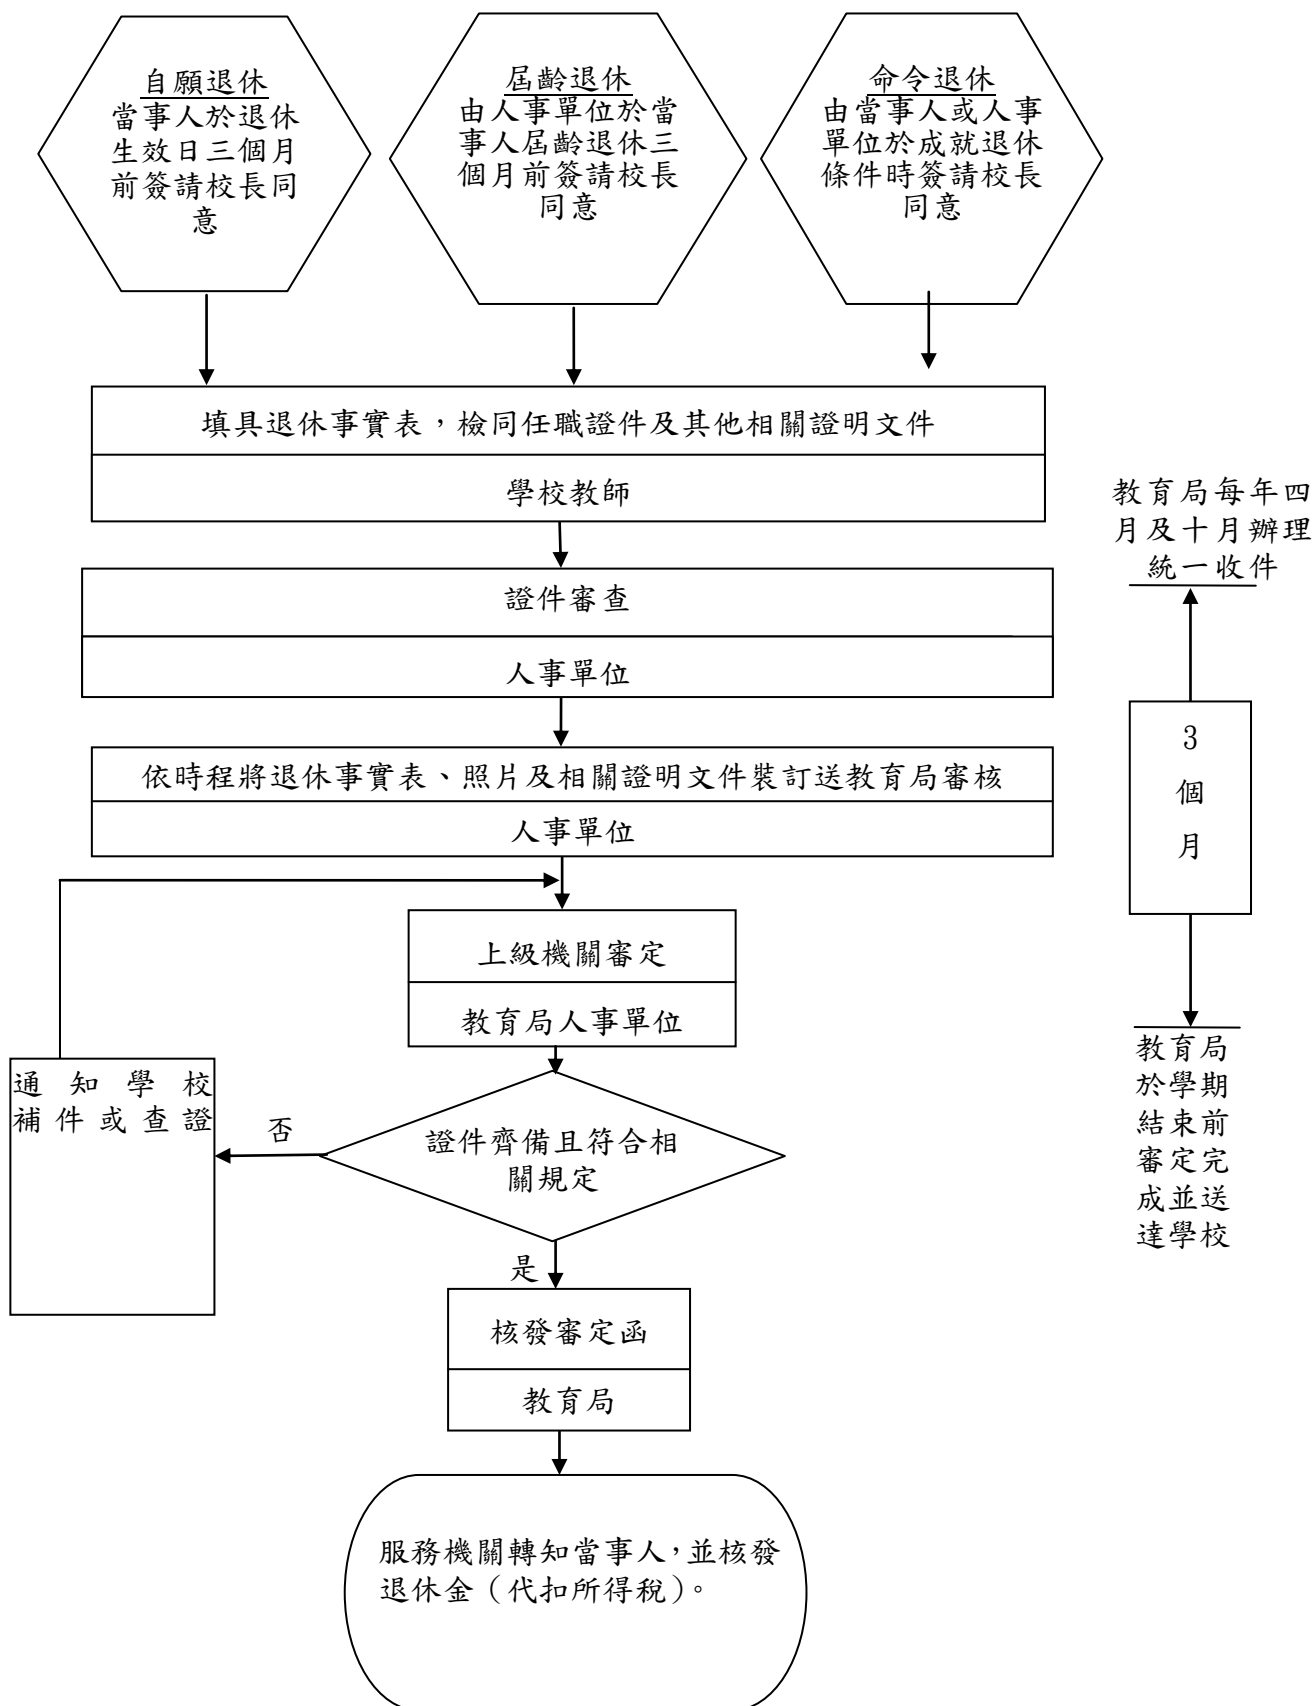 自願退休
當事人於退休
生效日三個月
前簽請校長同
意
屆齡退休
由人事單位於當
事人屆齡退休三
個月前簽請校長
同意
命令退休
由當事人或人事
單位於成就退休
條件時簽請校長
同意
填具退休事實表，檢同任職證件及其他相關證明文件
學校教師
證件審查
人事單位
依時程將退休事實表、照片及相關證明文件裝訂送教育局審核
人事單位
上級機關審定
教育局人事單位
通知學校
補件或查證
否
證件齊備且符合相
關規定
是
核發審定函
教育局
服務機關轉知當事人，並核發
退休金（代扣所得稅）。
教育局每年四
月及十月辦理
統一收件
3
個
月
教育局
於學期
結束前
審定完
成並送
達學校